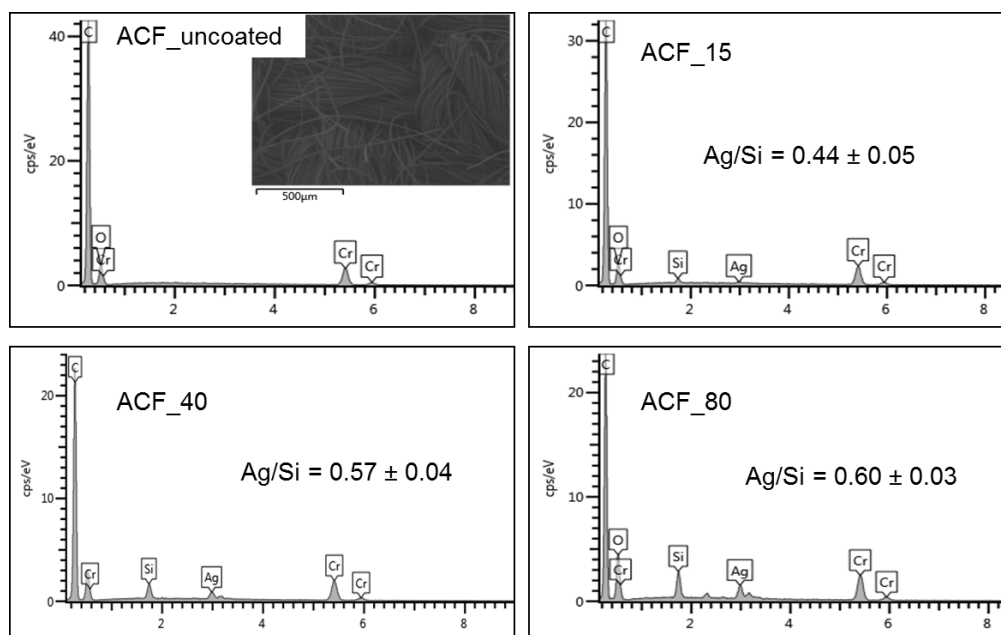 ACF_uncoated
40
20
0
cps/eV
C
O
Cr
Cr
Cr
2
4
6
8
500µm
ACF_15
Ag/Si = 0.44 ± 0.05
30
20
10
0
cps/eV
C
O
Cr
Si
Ag
Cr
Cr
2
4
6
8
ACF_40
Ag/Si = 0.57 ± 0.04
20
10
0
cps/eV
C
Cr
Si
Ag
Cr
Cr
2
4
6
8
ACF_80
Ag/Si = 0.60 ± 0.03
20
10
0
cps/eV
C
O
Cr
Si
Ag
Cr
Cr
2
4
6
8